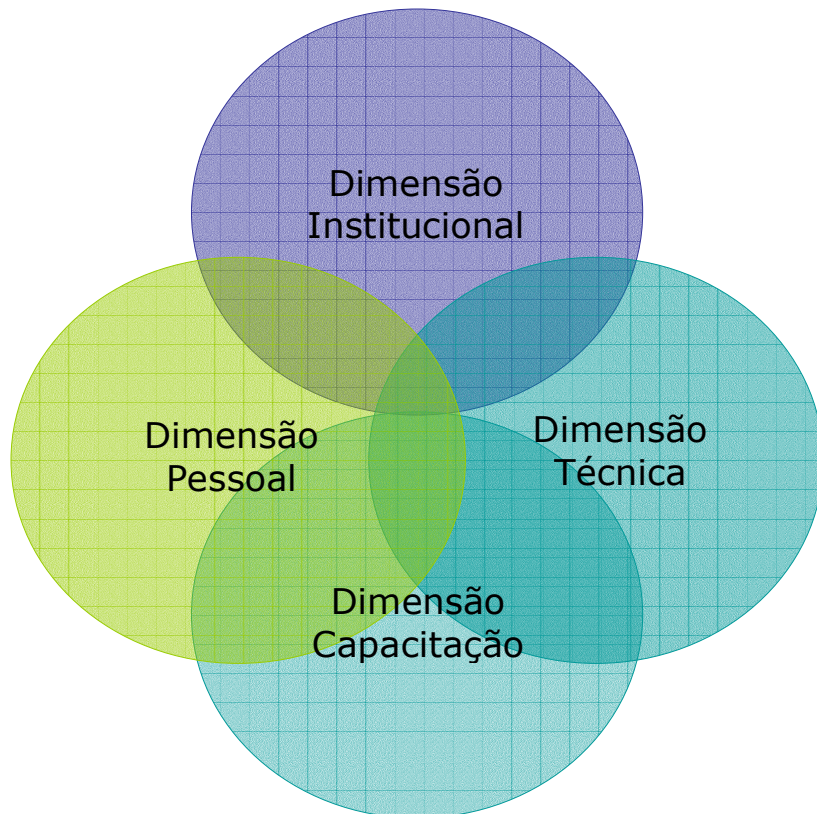 Dimensão
Institucional
Dimensão
Pessoal
Dimensão
Técnica
Dimensão
Capacitação